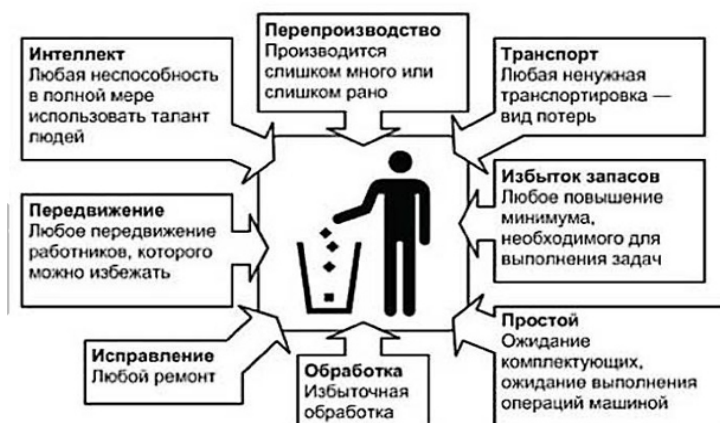 Интеллект
Любая неспособность
в полной мере
использовать талант
людей
Перепроизводство
Производится
слишком много или
слишком рано
Транспорт
Любая ненужная
транспортировка —
вид потерь
Передвижение
Любое передвижение
работников, которого
можно избежать
Избыток запасов
Любое повышение
минимума,
необходимого для
выполнения задач
Исправление
Любой ремонт
Обработка
Избыточная
обработка
Простой
Ожидание
комплектующих,
ожидание выполнения
операций машиной